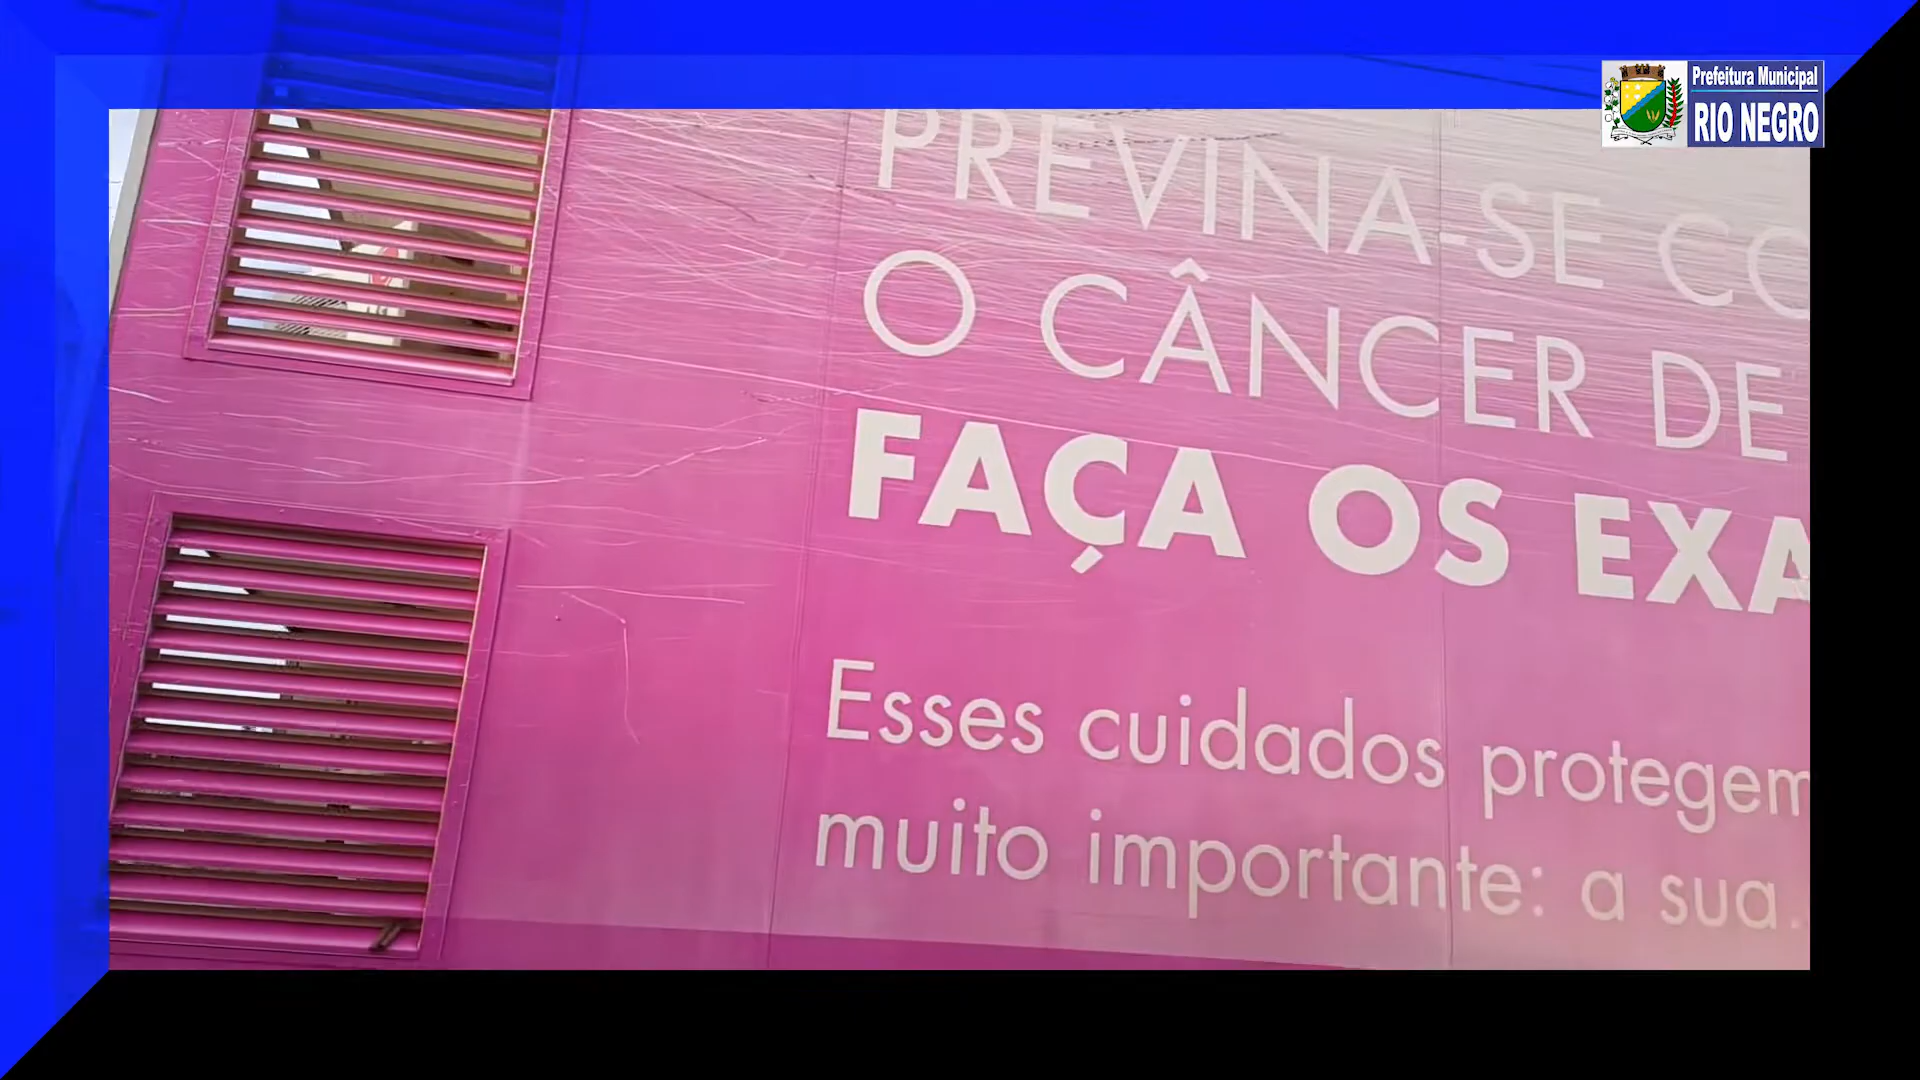 Prefeitura Municipal
RIO NEGRO
PREVINA-SE CO
O CÂNCER DE
FAÇA OS EXA
Esses cuidados protegem
muito importante: a sua.